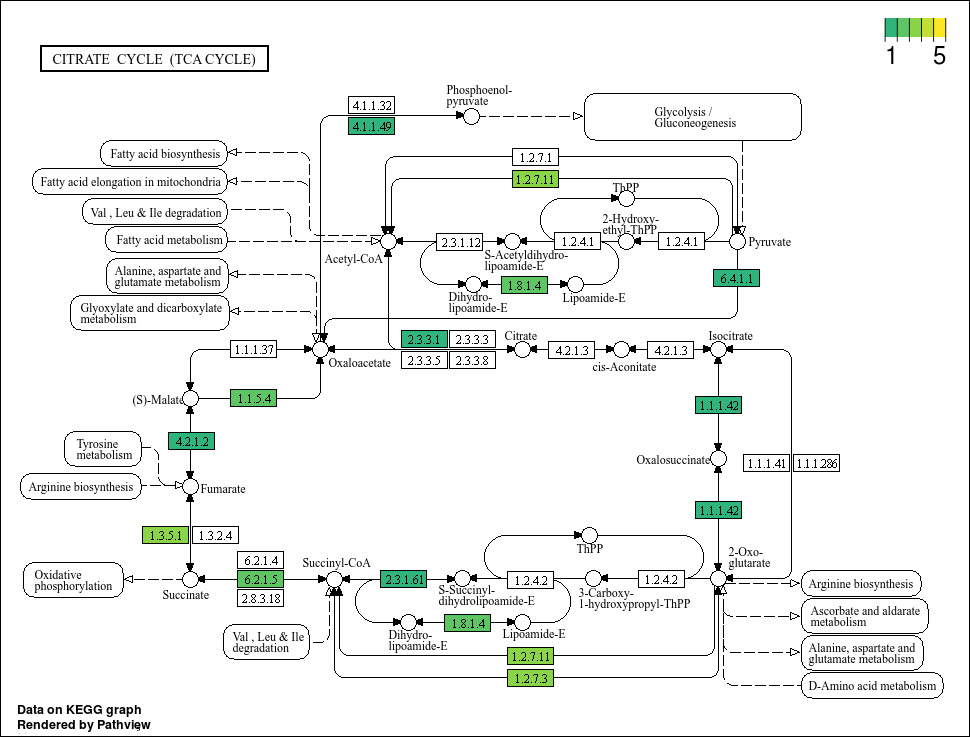 CITRATE CYCLE (TCA CYCLE)
1 5
Phosphoenol-
pyruvate
4.1.1.32
4.1.1.49
Glycolysis /
Gluconeogenesis
Fatty acid biosynthesis
Fatty acid elongation in mitochondria
Val , Leu & Ile degradation
Fatty acid metabolism
Alanine, aspartate and
glutamate metabolism
Glyoxylate and dicarboxylate
metabolism
1.2.7.1
1.2.7.11
ThPP
2-Hydroxy-
ethyl-ThPP
Acetyl-CoA
2.3.1.12
S-Acetyldihydro-
lipoamide-E
1.2.4.1
1.2.4.1
Pyruvate
Dihydro-
lipoamide-E
1.8.1.4
Lipoamide-E
6.4.1.1
1.1.1.37
Oxaloacetate
2.3.3.1
2.3.3.3
2.3.3.5
2.3.3.8
Citrate
4.2.1.3
cis-Aconitate
4.2.1.3
Isocitrate
(S)-Malate
1.1.5.4
1.1.1.42
4.2.1.2
Tyrosine
metabolism
Arginine biosynthesis
Fumarate
Oxalosuccinate
1.1.1.41
1.1.1.286
1.1.1.42
1.3.5.1
1.3.2.4
Oxidative
phosphorylation
Succinate
6.2.1.4
6.2.1.5
2.8.3.18
Succinyl-CoA
2.3.1.61
S-Succinyl-
dihydrolipoamide-E
ThPP
1.2.4.2
3-Carboxy-
1-hydroxypropyl-ThPP
1.2.4.2
2-Oxo-
glutarate
Val , Leu & Ile
degradation
Dihydro-
lipoamide-E
1.8.1.4
Lipoamide-E
1.2.7.11
1.2.7.3
Arginine biosynthesis
Ascorbate and aldarate
metabolism
Alanine, aspartate and
glutamate metabolism
D-Amino acid metabolism
Data on KEGG graph
Rendered by Pathview